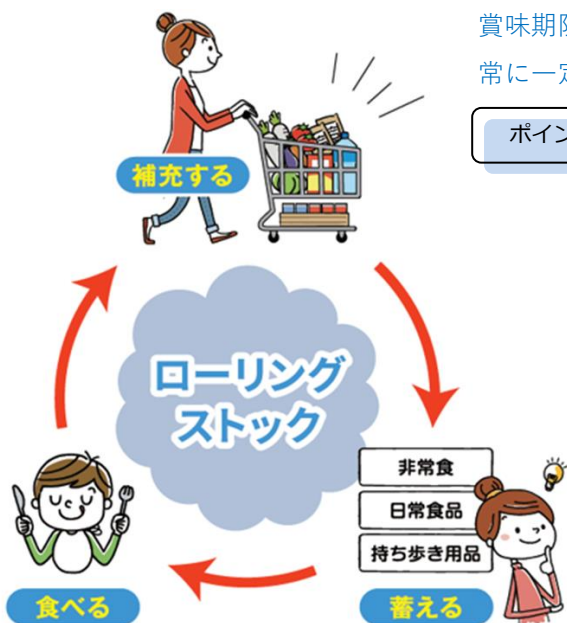 賞味期
常に一
ポイン
補充する
ローリング
ストック
非常食
日常食品
持ち歩き用品
食べる
蓄える